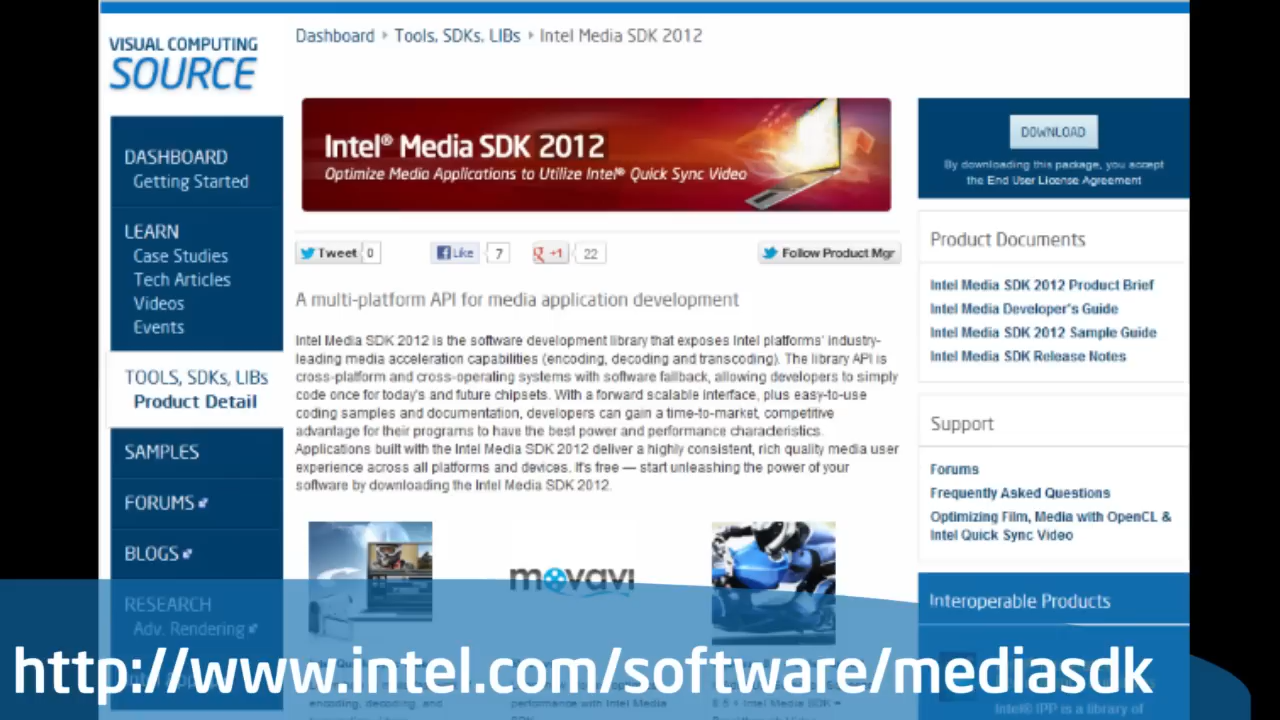 VISUAL COMPUTING
SOURCE
DASHBOARD
Getting Started
LEARN
Case Studies
Tech Articles
Videos
Events
TOOLS, SDKs, LIBs
Product Detail
SAMPLES
FORUMS
BLOGS
RESEARCH
Adv. Rendering
Dashboard Tools, SDKs, LIBs Intel Media SDK 2012
Intel® Media SDK 2012
Optimize Media Applications to Utilize Intel® Quick Sync Video
Tweet 0 Like 7 +1 22 Follow Product Mgr
A multi-platform API for media application development
Intel Media SDK 2012 is the software development library that exposes Intel platforms' industry-
leading media acceleration capabilities (encoding, decoding and transcoding). The library API is
cross-platform and cross-operating systems with software fallback, allowing developers to simply
code once for today's and future chipsets. With a forward scalable interface, plus easy-to-use
coding samples and documentation, developers can gain a time-to-market, competitive
advantage for their programs to have the best power and performance characteristics.
Applications built with the Intel Media SDK 2012 deliver a highly consistent, rich quality media user
experience across all platforms and devices. It's free — start unleashing the power of your
software by downloading the Intel Media SDK 2012.
movavi
DOWNLOAD
By downloading this package, you accept
the End User License Agreement
Product Documents
Intel Media SDK 2012 Product Brief
Intel Media Developer's Guide
Intel Media SDK 2012 Sample Guide
Intel Media SDK Release Notes
Support
Forums
Frequently Asked Questions
Optimizing Film, Media with OpenCL &
Intel Quick Sync Video
Interoperable Products
http://www.intel.com/software/mediasdk
encoding, decoding, and
performance with Intel Media
Intel® IPP is a library of